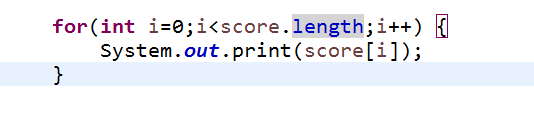 for(int i=0;i<score.length;i++) {
    System.out.print(score[i]);
}